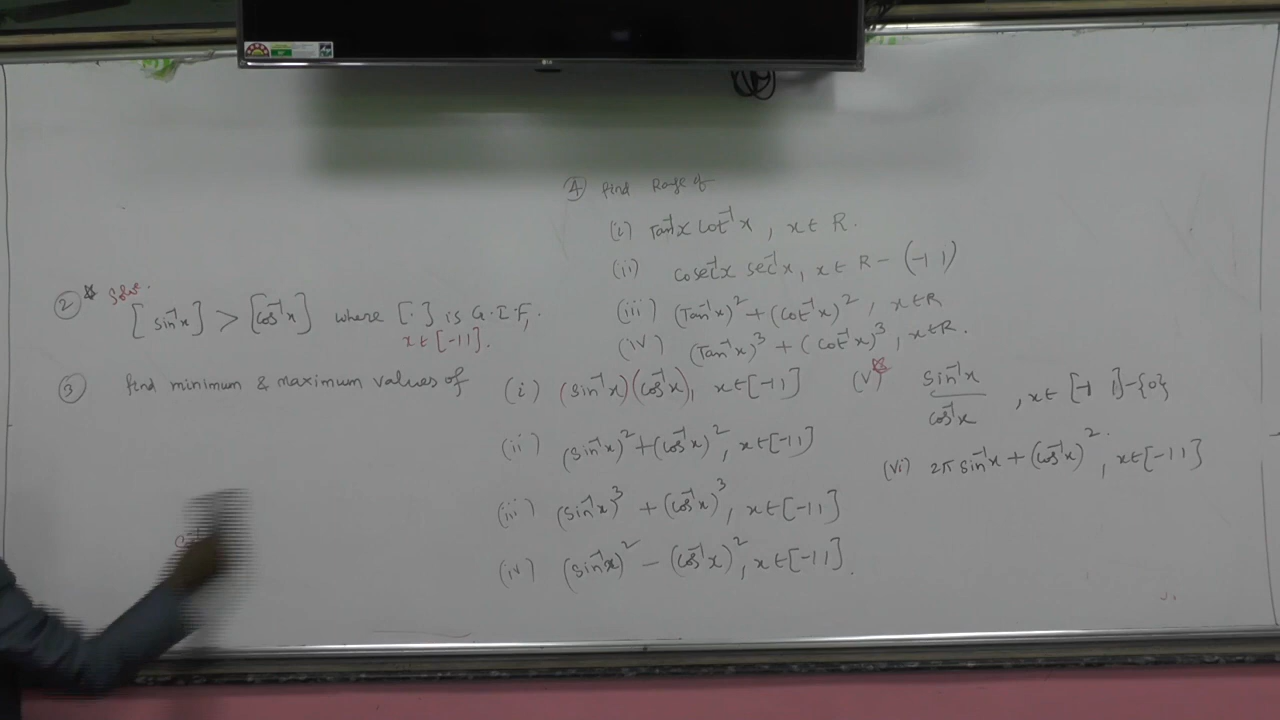 ④ find Range of
(i) Tan⁻¹x Cot⁻¹x , x ∈ R.
(ii) cosec⁻¹x sec⁻¹x, x ∈ R - (-1 1)
(iii) (Tan⁻¹x)² + (Cot⁻¹x)² , x∈R
(iv) (Tan⁻¹x)³ + (Cot⁻¹x)³ , x∈R.
② * Solve.
[sin⁻¹x] > [cos⁻¹x] where [·] is G.I.F,.
x ∈ [-1 1].
③ find minimum & maximum values of
(i) (sin⁻¹x)(cos⁻¹x), x∈[-1 1]
(ii) (sin⁻¹x)²+(cos⁻¹x)², x∈[-1 1]
(iii) (sin⁻¹x)³ + (cos⁻¹x)³, x∈[-1 1]
(iv) (sin⁻¹x)² - (cos⁻¹x)², x∈[-1 1].
(v)* sin⁻¹x / cos⁻¹x , x∈ [-1 1]-{0}
(vi) 2π sin⁻¹x + (cos⁻¹x)² , x∈[-1 1]
LG